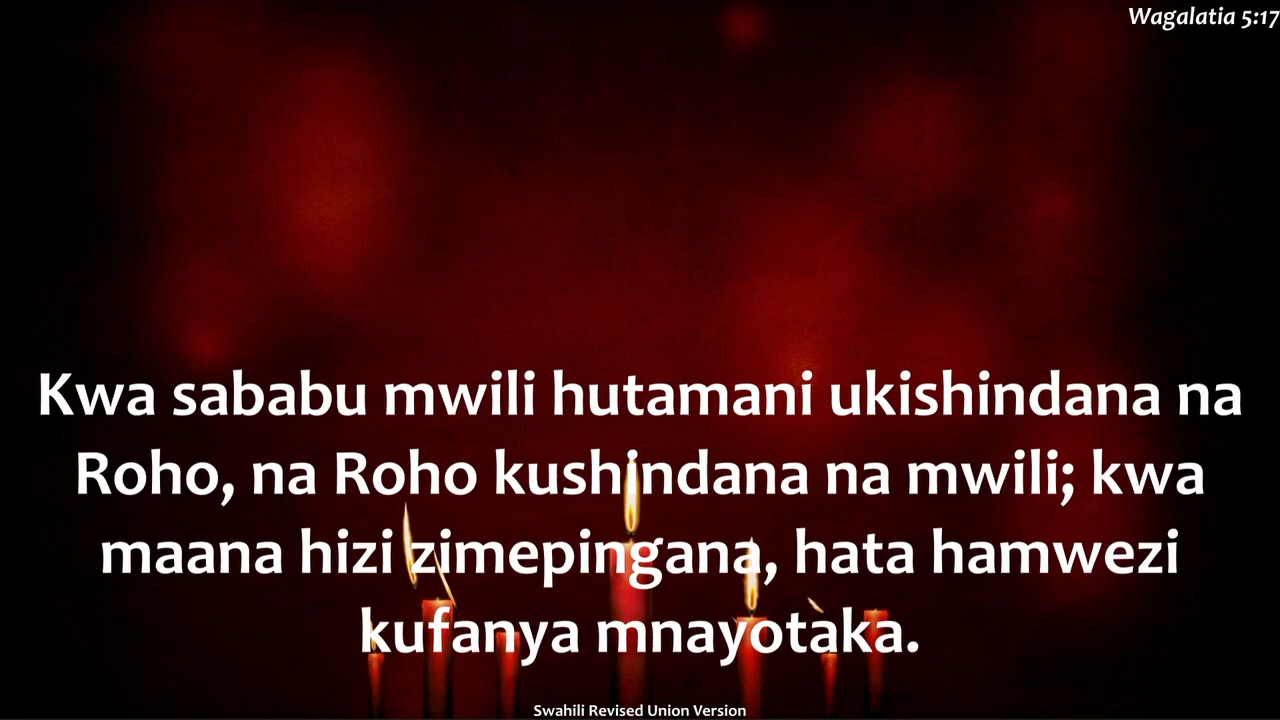 Wagalatia 5:17
Kwa sababu mwili hutamani ukishindana na
Roho, na Roho kushindana na mwili; kwa
maana hizi zimepingana, hata hamwezi
kufanya mnayotaka.
Swahili Revised Union Version